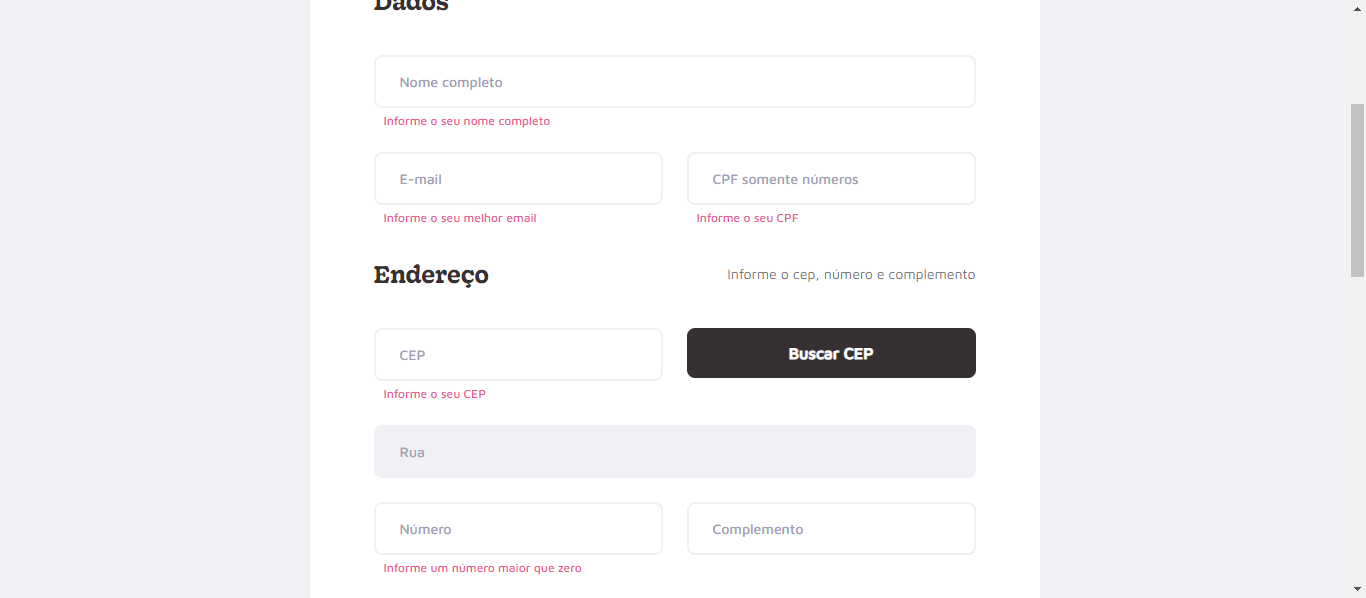 Dados
Nome completo
Informe o seu nome completo
E-mail
CPF somente números
Informe o seu melhor email
Informe o seu CPF
Endereço
Informe o cep, número e complemento
CEP
Buscar CEP
Informe o seu CEP
Rua
Número
Complemento
Informe um número maior que zero